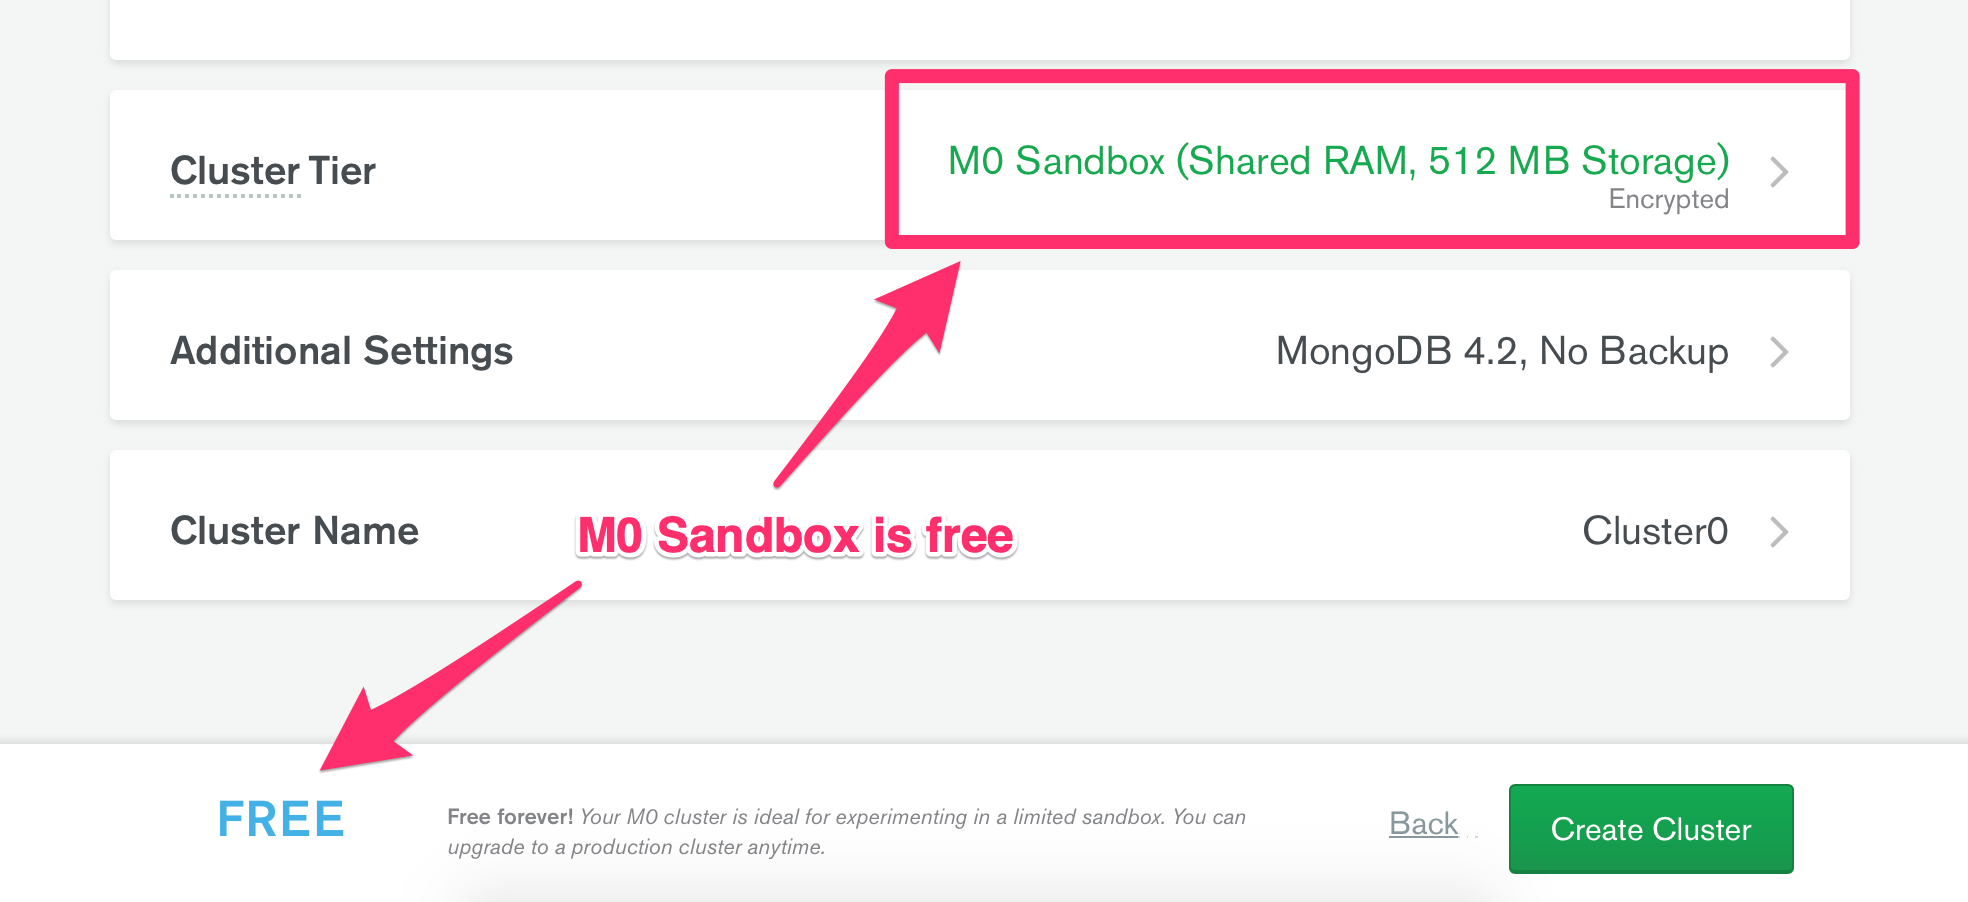 Cluster Tier
M0 Sandbox (Shared RAM, 512 MB Storage)
Encrypted
Additional Settings
MongoDB 4.2, No Backup
Cluster Name
M0 Sandbox is free
Cluster0
FREE
Free forever! Your M0 cluster is ideal for experimenting in a limited sandbox. You can
upgrade to a production cluster anytime.
Back
Create Cluster